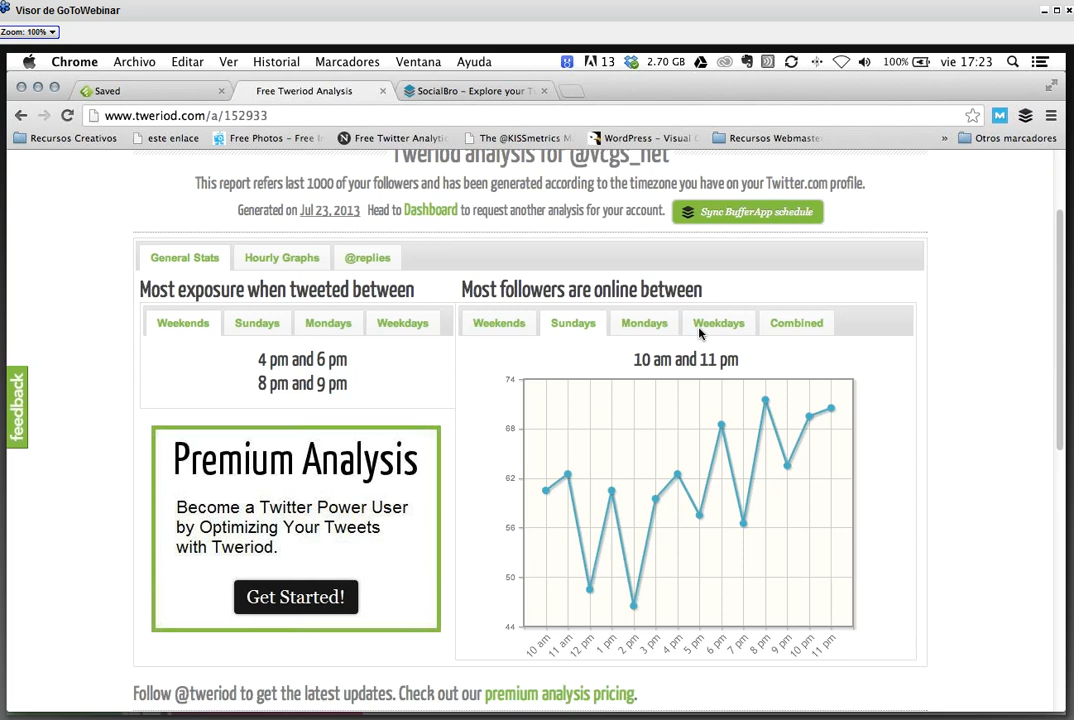 Visor de GoToWebinar
Zoom: 100%
Chrome Archivo Editar Ver Historial Marcadores Ventana Ayuda 13 2.70 GB 100% vie 17:23
Saved Free Tweriod Analysis SocialBro – Explore your T
www.tweriod.com/a/152933
Recursos Creativos este enlace Free Photos – Free I Free Twitter Analytic The @KISSmetrics M WordPress – Visual C Recursos Webmaster » Otros marcadores
Tweriod analysis for @vcgs_net
This report refers last 1000 of your followers and has been generated according to the timezone you have on your Twitter.com profile.
Generated on Jul 23, 2013 Head to Dashboard to request another analysis for your account. Sync BufferApp schedule
General Stats Hourly Graphs @replies
Most exposure when tweeted between
Weekends Sundays Mondays Weekdays
4 pm and 6 pm
8 pm and 9 pm
Most followers are online between
Weekends Sundays Mondays Weekdays Combined
10 am and 11 pm
74
68
62
56
50
44
10 am 11 am 12 pm 1 pm 2 pm 3 pm 4 pm 5 pm 6 pm 7 pm 8 pm 9 pm 10 pm 11 pm
feedback
Premium Analysis
Become a Twitter Power User
by Optimizing Your Tweets
with Tweriod.
Get Started!
Follow @tweriod to get the latest updates. Check out our premium analysis pricing.